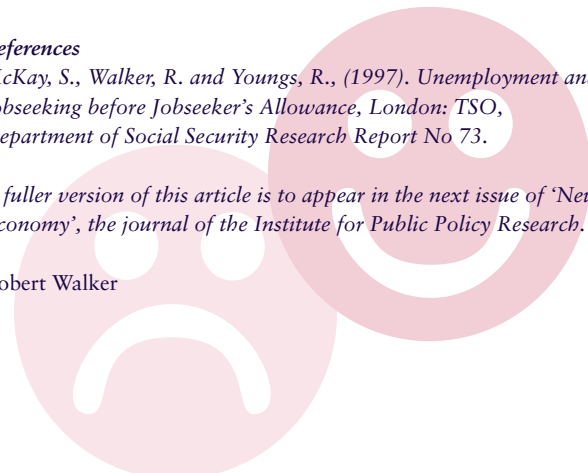 eferences
cKay, S., Walker, R. and Youngs, R., (1997). Unemployment and
obseeking before Jobseeker's Allowance, London: TSO,
epartment of Social Security Research Report No 73.
fuller version of this article is to appear in the next issue of ‘New
conomy’, the journal of the Institute for Public Policy Research.
obert Walker